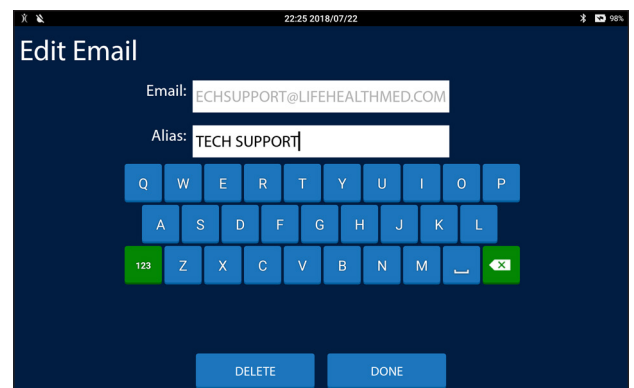 22:25 2018/07/22 98%
Edit Email
Email: ECHSUPPORT@LIFEHEALTHMED.COM
Alias: TECH SUPPORT
Q W E R T Y U I O P
A S D F G H J K L
123 Z X C V B N M
DELETE DONE